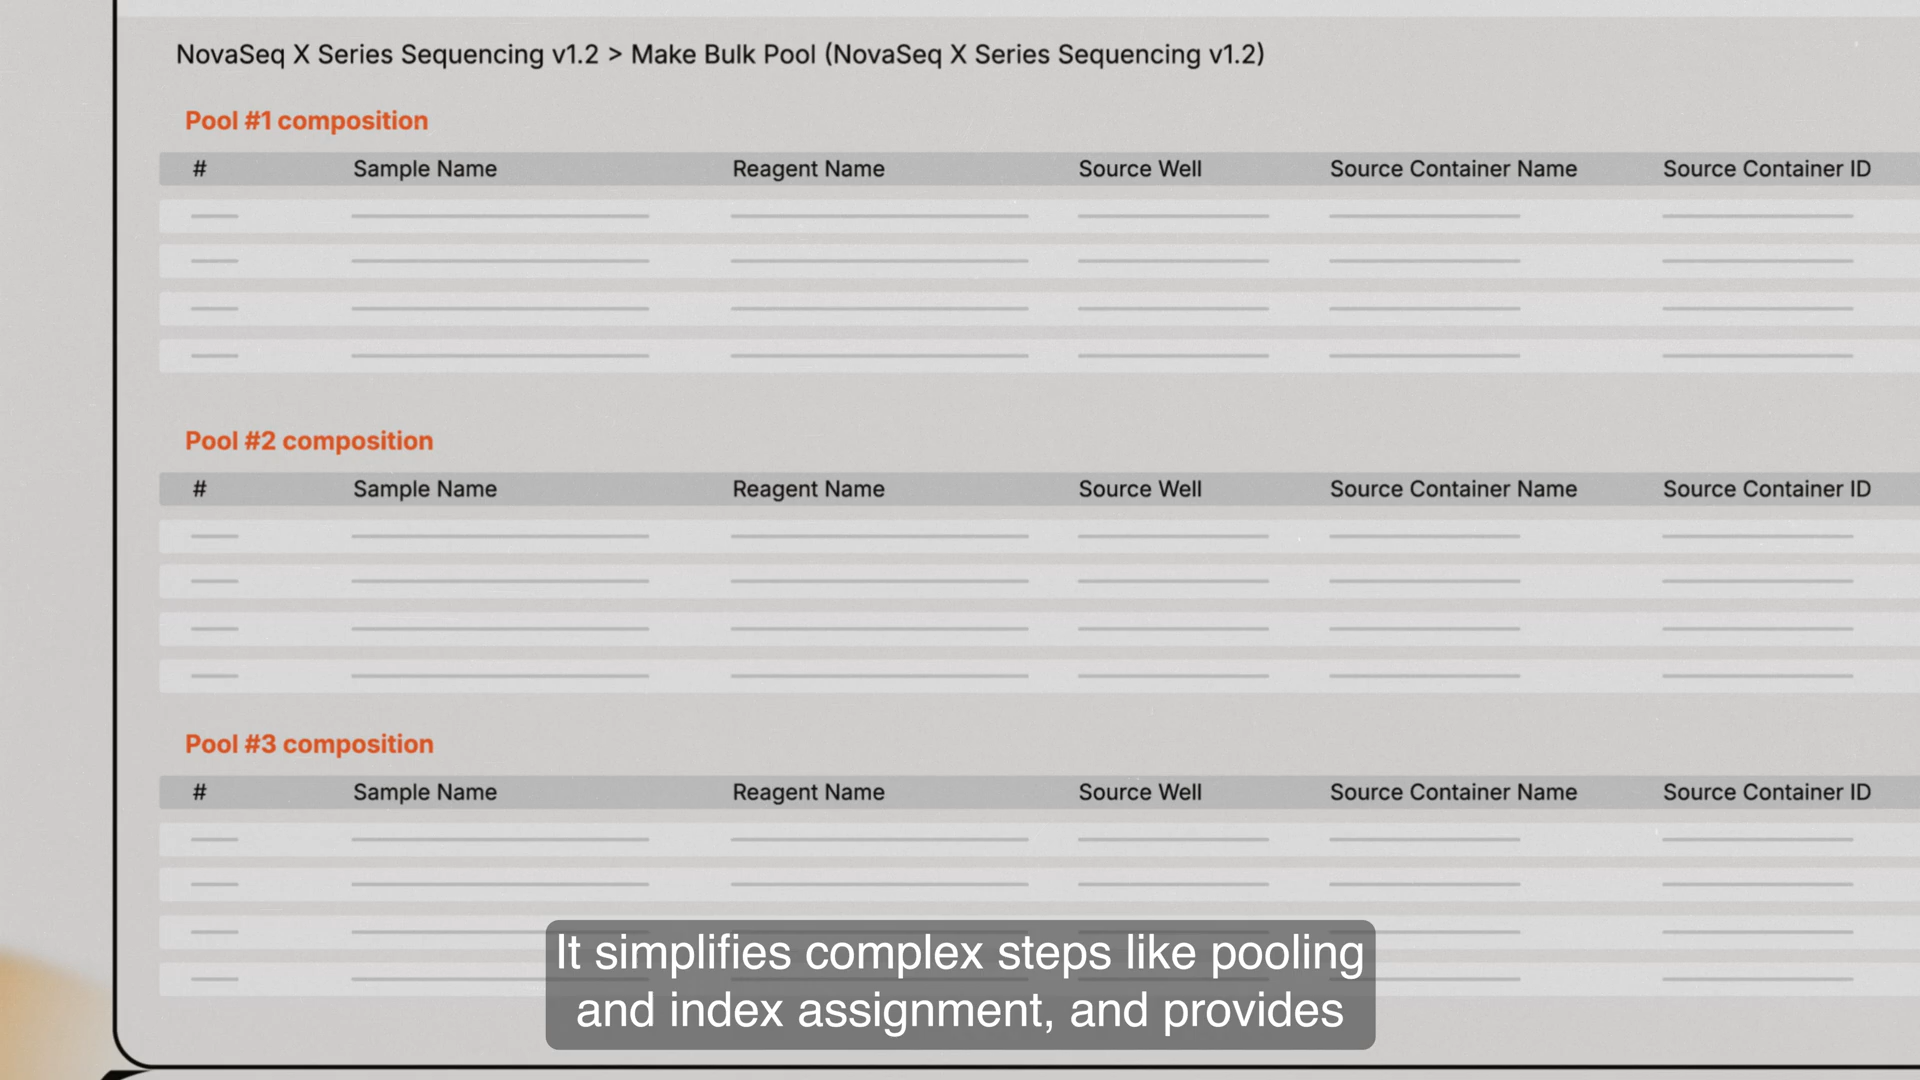 NovaSeq X Series Sequencing v1.2 > Make Bulk Pool (NovaSeq X Series Sequencing v1.2)
Pool #1 composition
# Sample Name Reagent Name Source Well Source Container Name Source Container ID
Pool #2 composition
# Sample Name Reagent Name Source Well Source Container Name Source Container ID
Pool #3 composition
# Sample Name Reagent Name Source Well Source Container Name Source Container ID
It simplifies complex steps like pooling
and index assignment, and provides